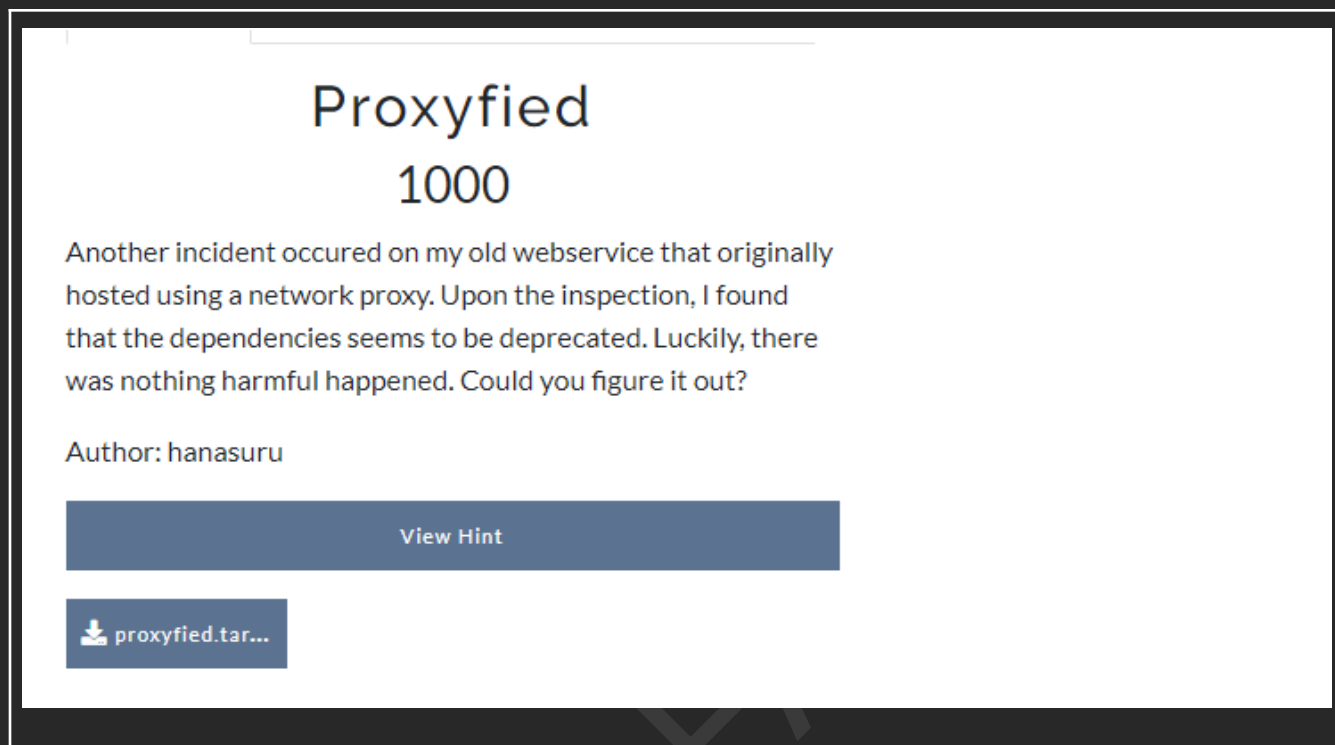 Proxyfied
1000
Another incident occured on my old webservice that originally
hosted using a network proxy. Upon the inspection, I found
that the dependencies seems to be deprecated. Luckily, there
was nothing harmful happened. Could you figure it out?
Author: hanasuru
View Hint
proxyfied.tar...